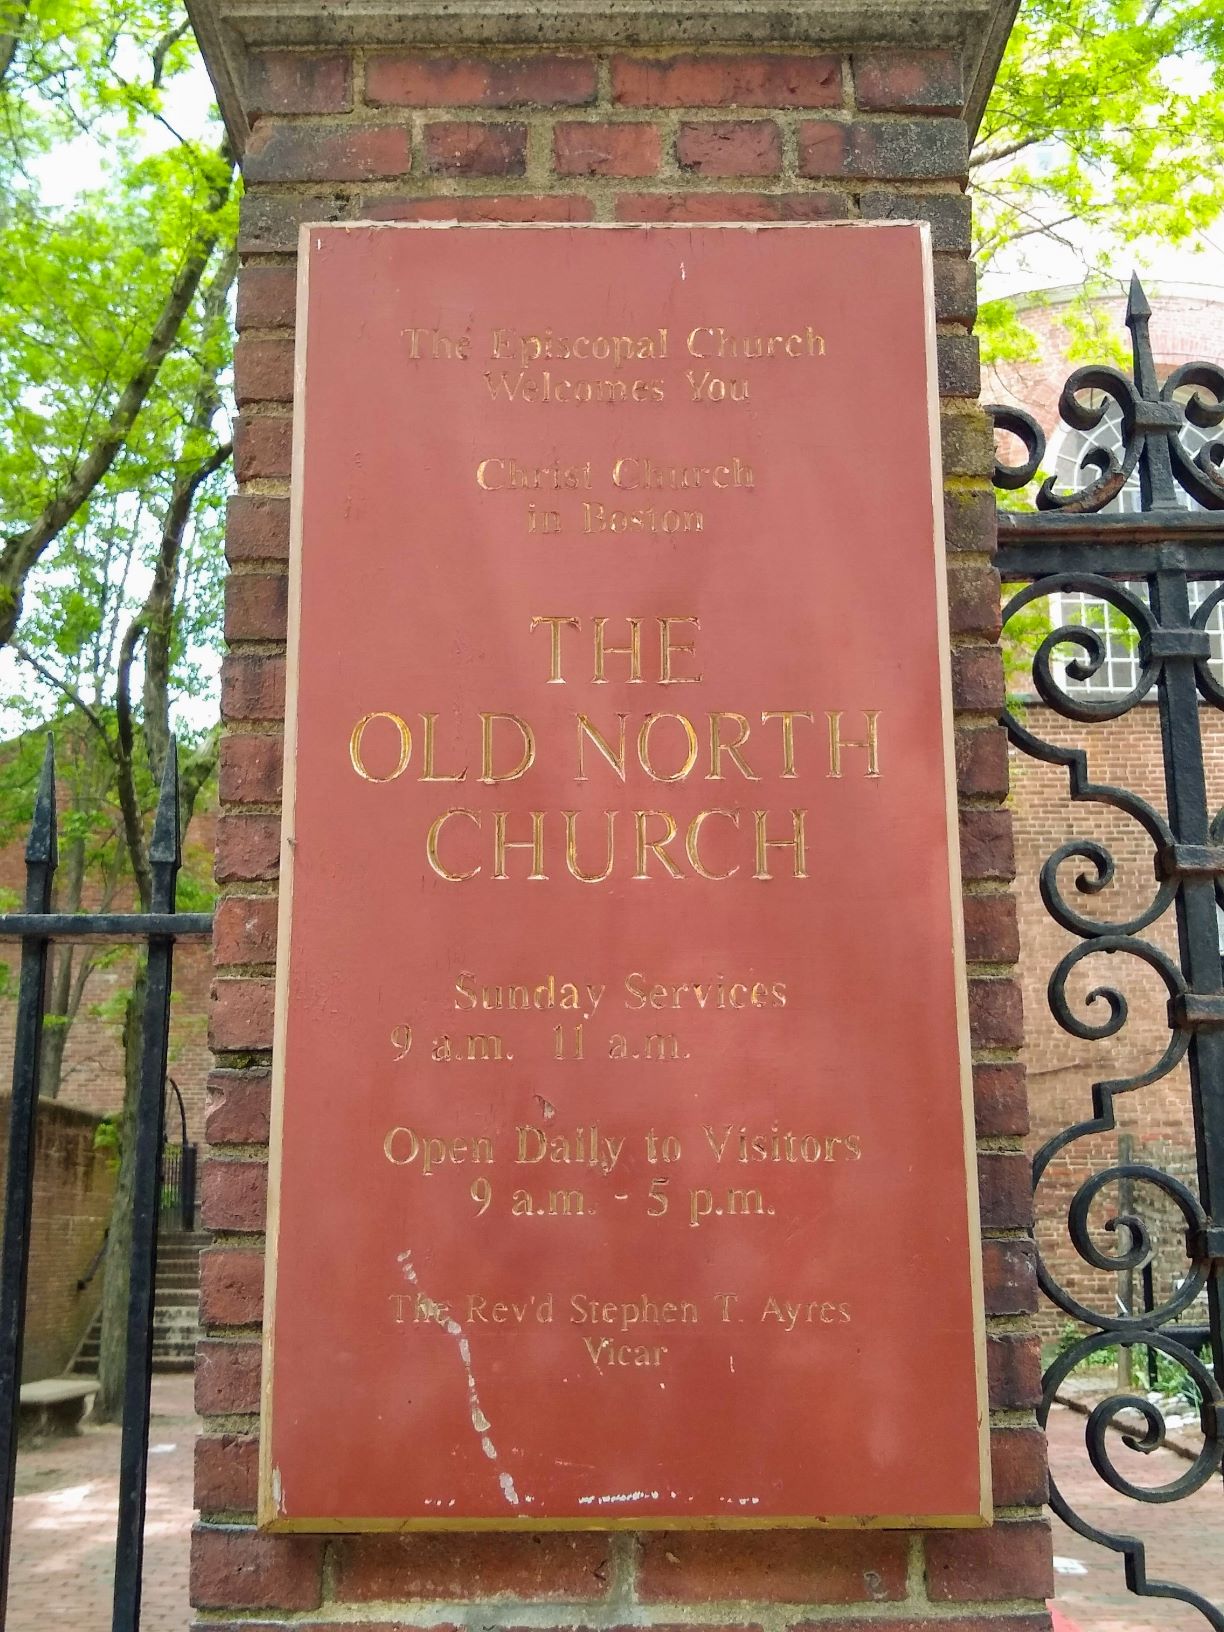 The Episcopal Church
Welcomes You
Christ Church
in Boston
THE
OLD NORTH
CHURCH
Sunday Services
9 a.m. 11 a.m.
Open Daily to Visitors
9 a.m. - 5 p.m.
The Rev'd Stephen T. Ayres
Vicar